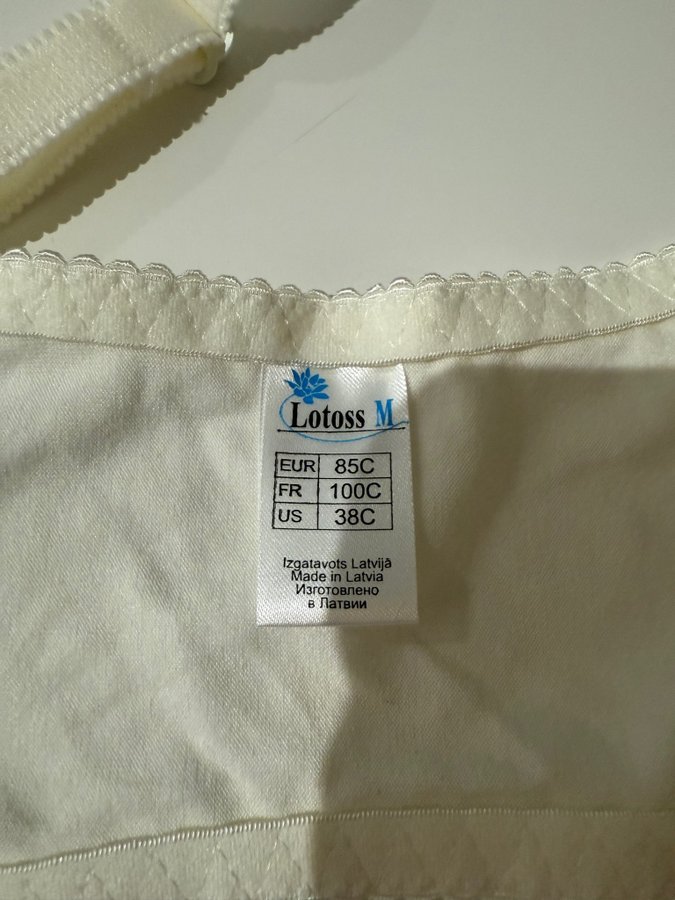 Lotoss M
EUR 85C
FR 100C
US 38C
Izgatavots Latvijā
Made in Latvia
Изготовлено
в Латвии